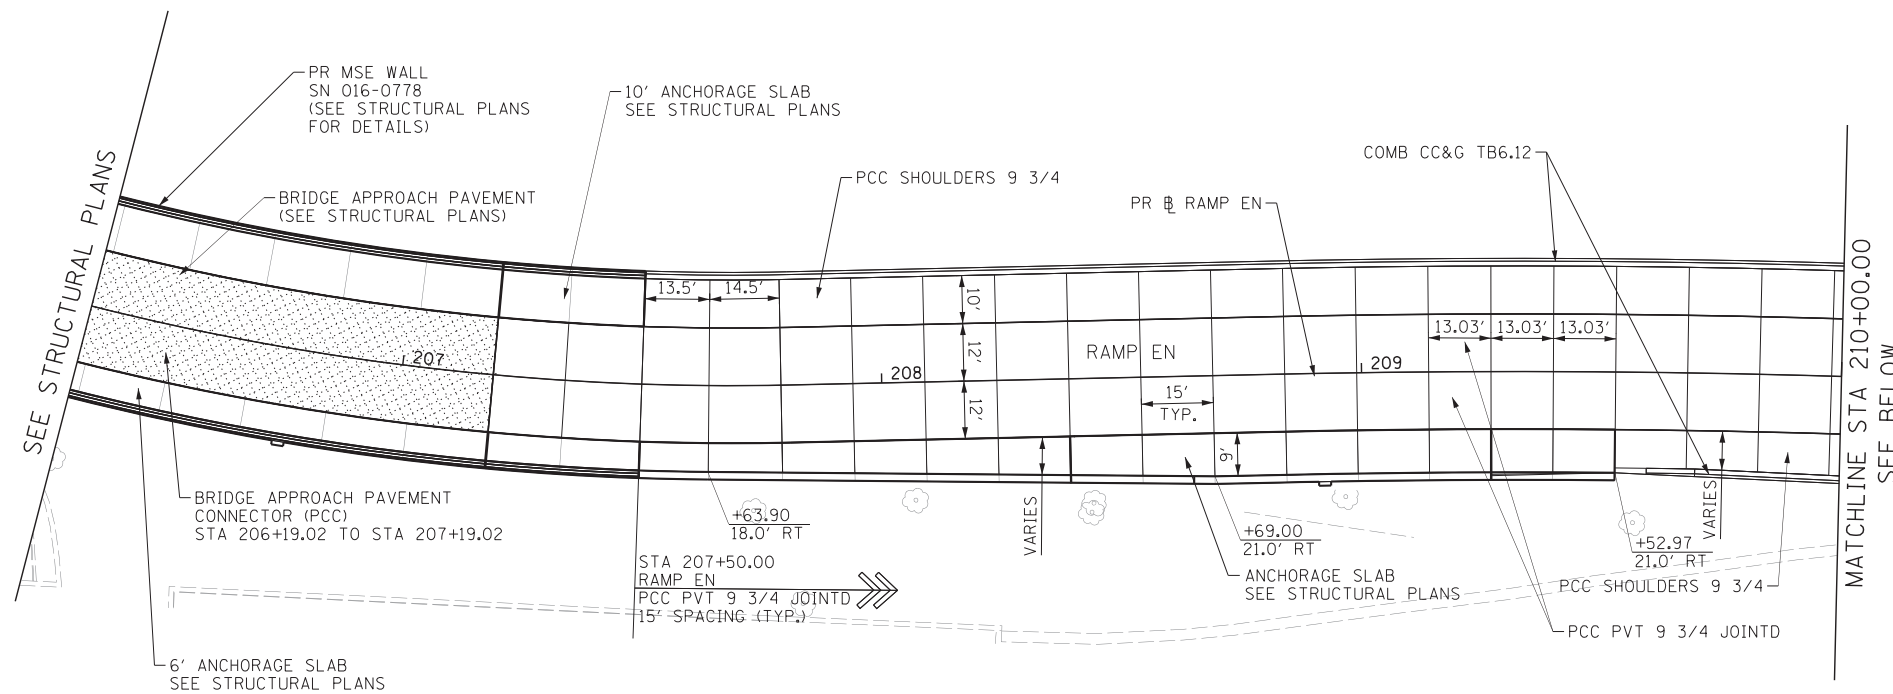 PR MSE WALL
SN 016-0778
(SEE STRUCTURAL PLANS
FOR DETAILS)
10' ANCHORAGE SLAB
SEE STRUCTURAL PLANS
COMB CC&G TB6.12
PCC SHOULDERS 9 3/4
BRIDGE APPROACH PAVEMENT
(SEE STRUCTURAL PLANS)
PR ℄ RAMP EN
SEE STRUCTURAL PLANS
13.5'
14.5'
10'
12'
12'
RAMP EN
13.03'
13.03'
13.03'
207
208
209
15'
TYP.
9'
MATCHLINE STA 210+00.00
SEE BELOW
BRIDGE APPROACH PAVEMENT
CONNECTOR (PCC)
STA 206+19.02 TO STA 207+19.02
+63.90
18.0' RT
VARIES
+69.00
21.0' RT
VARIES
+52.97
21.0' RT
STA 207+50.00
RAMP EN
PCC PVT 9 3/4 JOINTD
15' SPACING (TYP.)
ANCHORAGE SLAB
SEE STRUCTURAL PLANS
PCC SHOULDERS 9 3/4
PCC PVT 9 3/4 JOINTD
6' ANCHORAGE SLAB
SEE STRUCTURAL PLANS